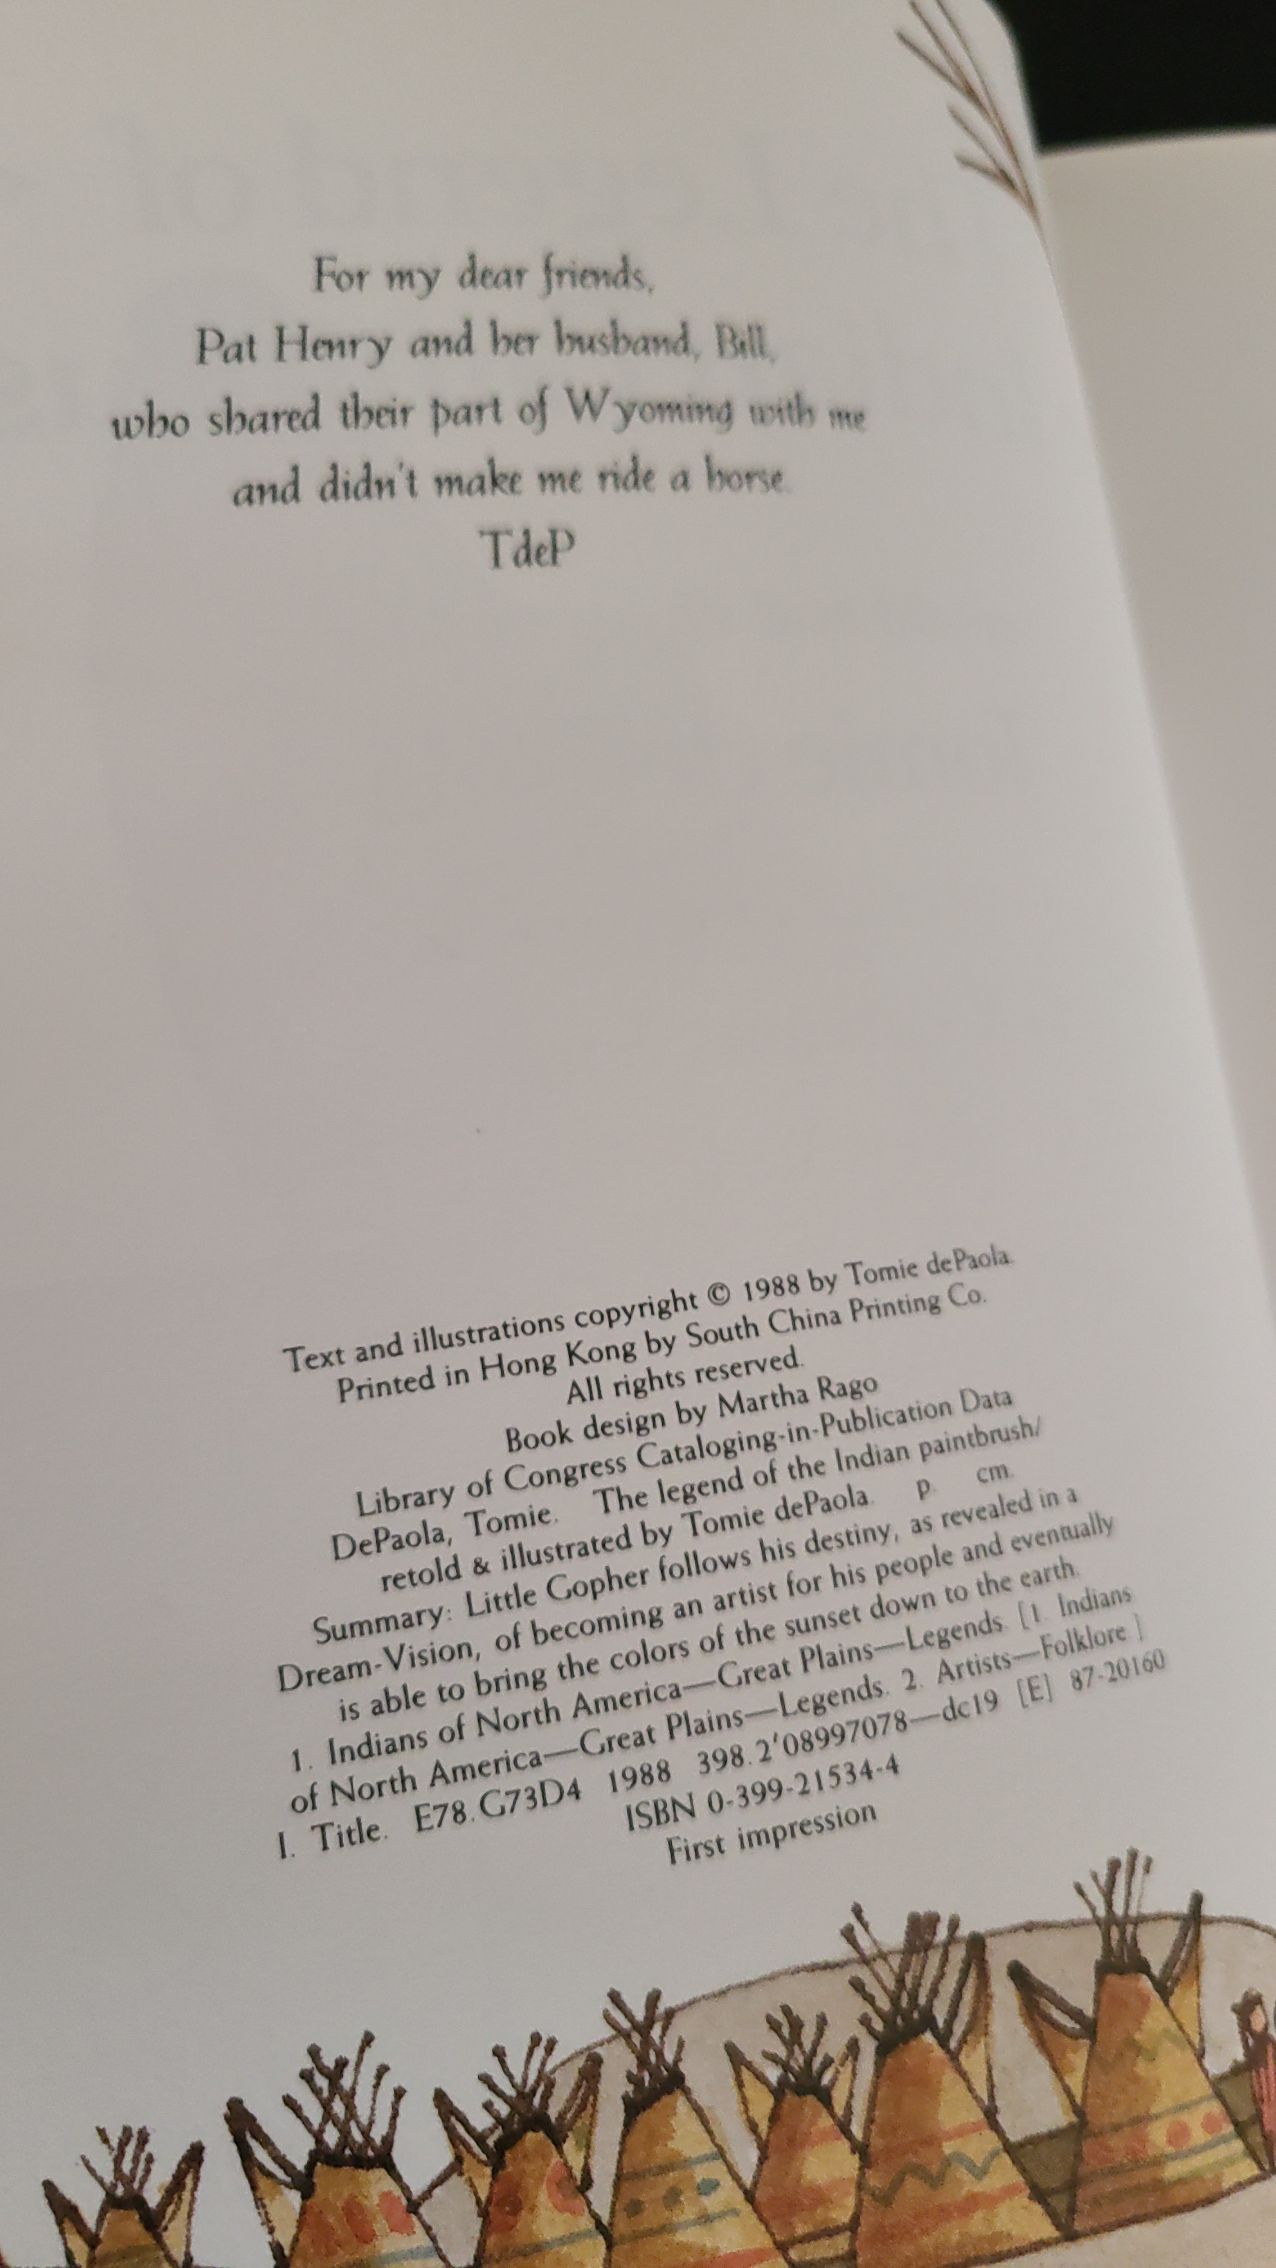 For my dear friends,
Pat Henry and her husband, Bill,
who shared their part of Wyoming with me
and didn't make me ride a horse.
TdeP
Text and illustrations copyright © 1988 by Tomie dePaola.
Printed in Hong Kong by South China Printing Co.
All rights reserved.
Book design by Martha Rago
Library of Congress Cataloging-in-Publication Data
DePaola, Tomie. The legend of the Indian paintbrush/
retold & illustrated by Tomie dePaola. p. cm.
Summary: Little Gopher follows his destiny, as revealed in a
Dream-Vision, of becoming an artist for his people and eventually
is able to bring the colors of the sunset down to the earth.
1. Indians of North America—Great Plains—Legends. [1. Indians
of North America—Great Plains—Legends. 2. Artists—Folklore.]
I. Title. E78.G73D4 1988 398.2'08997078—dc19 [E] 87-20160
ISBN 0-399-21534-4
First impression